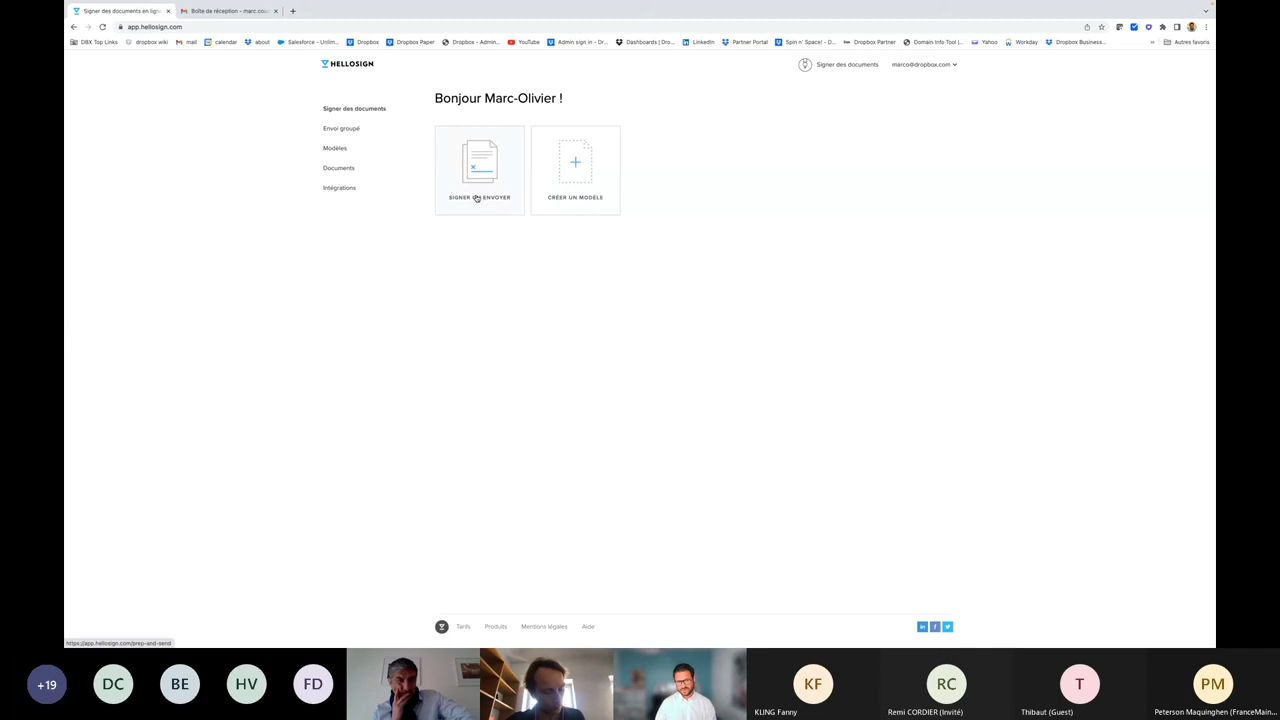 Signer des documents en lign
Boîte de réception - marc.cou
app.hellosign.com
DBX Top Links
dropbox wiki
mail
calendar
about
Salesforce - Unlim...
Dropbox
Dropbox Paper
Dropbox – Admin...
YouTube
Admin sign in – Dr...
Dashboards | Dro...
LinkedIn
Partner Portal
Spin n' Space! - D...
Dropbox Partner
Domain Info Tool (...
Yahoo
Workday
Dropbox Business...
Autres favoris
HELLOSIGN
Signer des documents
marco@dropbox.com
Signer des documents
Envoi groupé
Modèles
Documents
Intégrations
Bonjour Marc-Olivier !
SIGNER OU ENVOYER
CRÉER UN MODÈLE
Tarifs
Produits
Mentions légales
Aide
https://app.hellosign.com/prep-and-send
+19
DC
BE
HV
FD
KF
KLING Fanny
RC
Remi CORDIER (Invité)
T
Thibaut (Guest)
PM
Peterson Maquinghen (FranceMain...